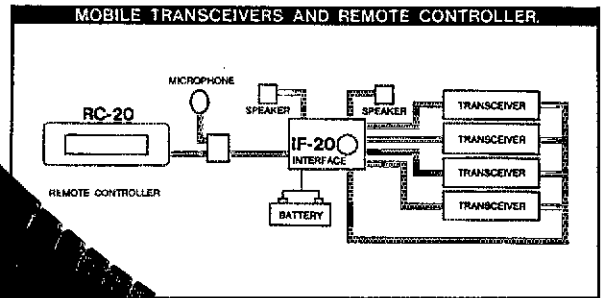 MOBILE TRANSCEIVERS AND REMOTE CONTROLLER.
MICROPHONE
SPEAKER
SPEAKER
RC-20
IF-20
INTERFACE
TRANSCEIVER
TRANSCEIVER
TRANSCEIVER
TRANSCEIVER
REMOTE CONTROLLER
BATTERY